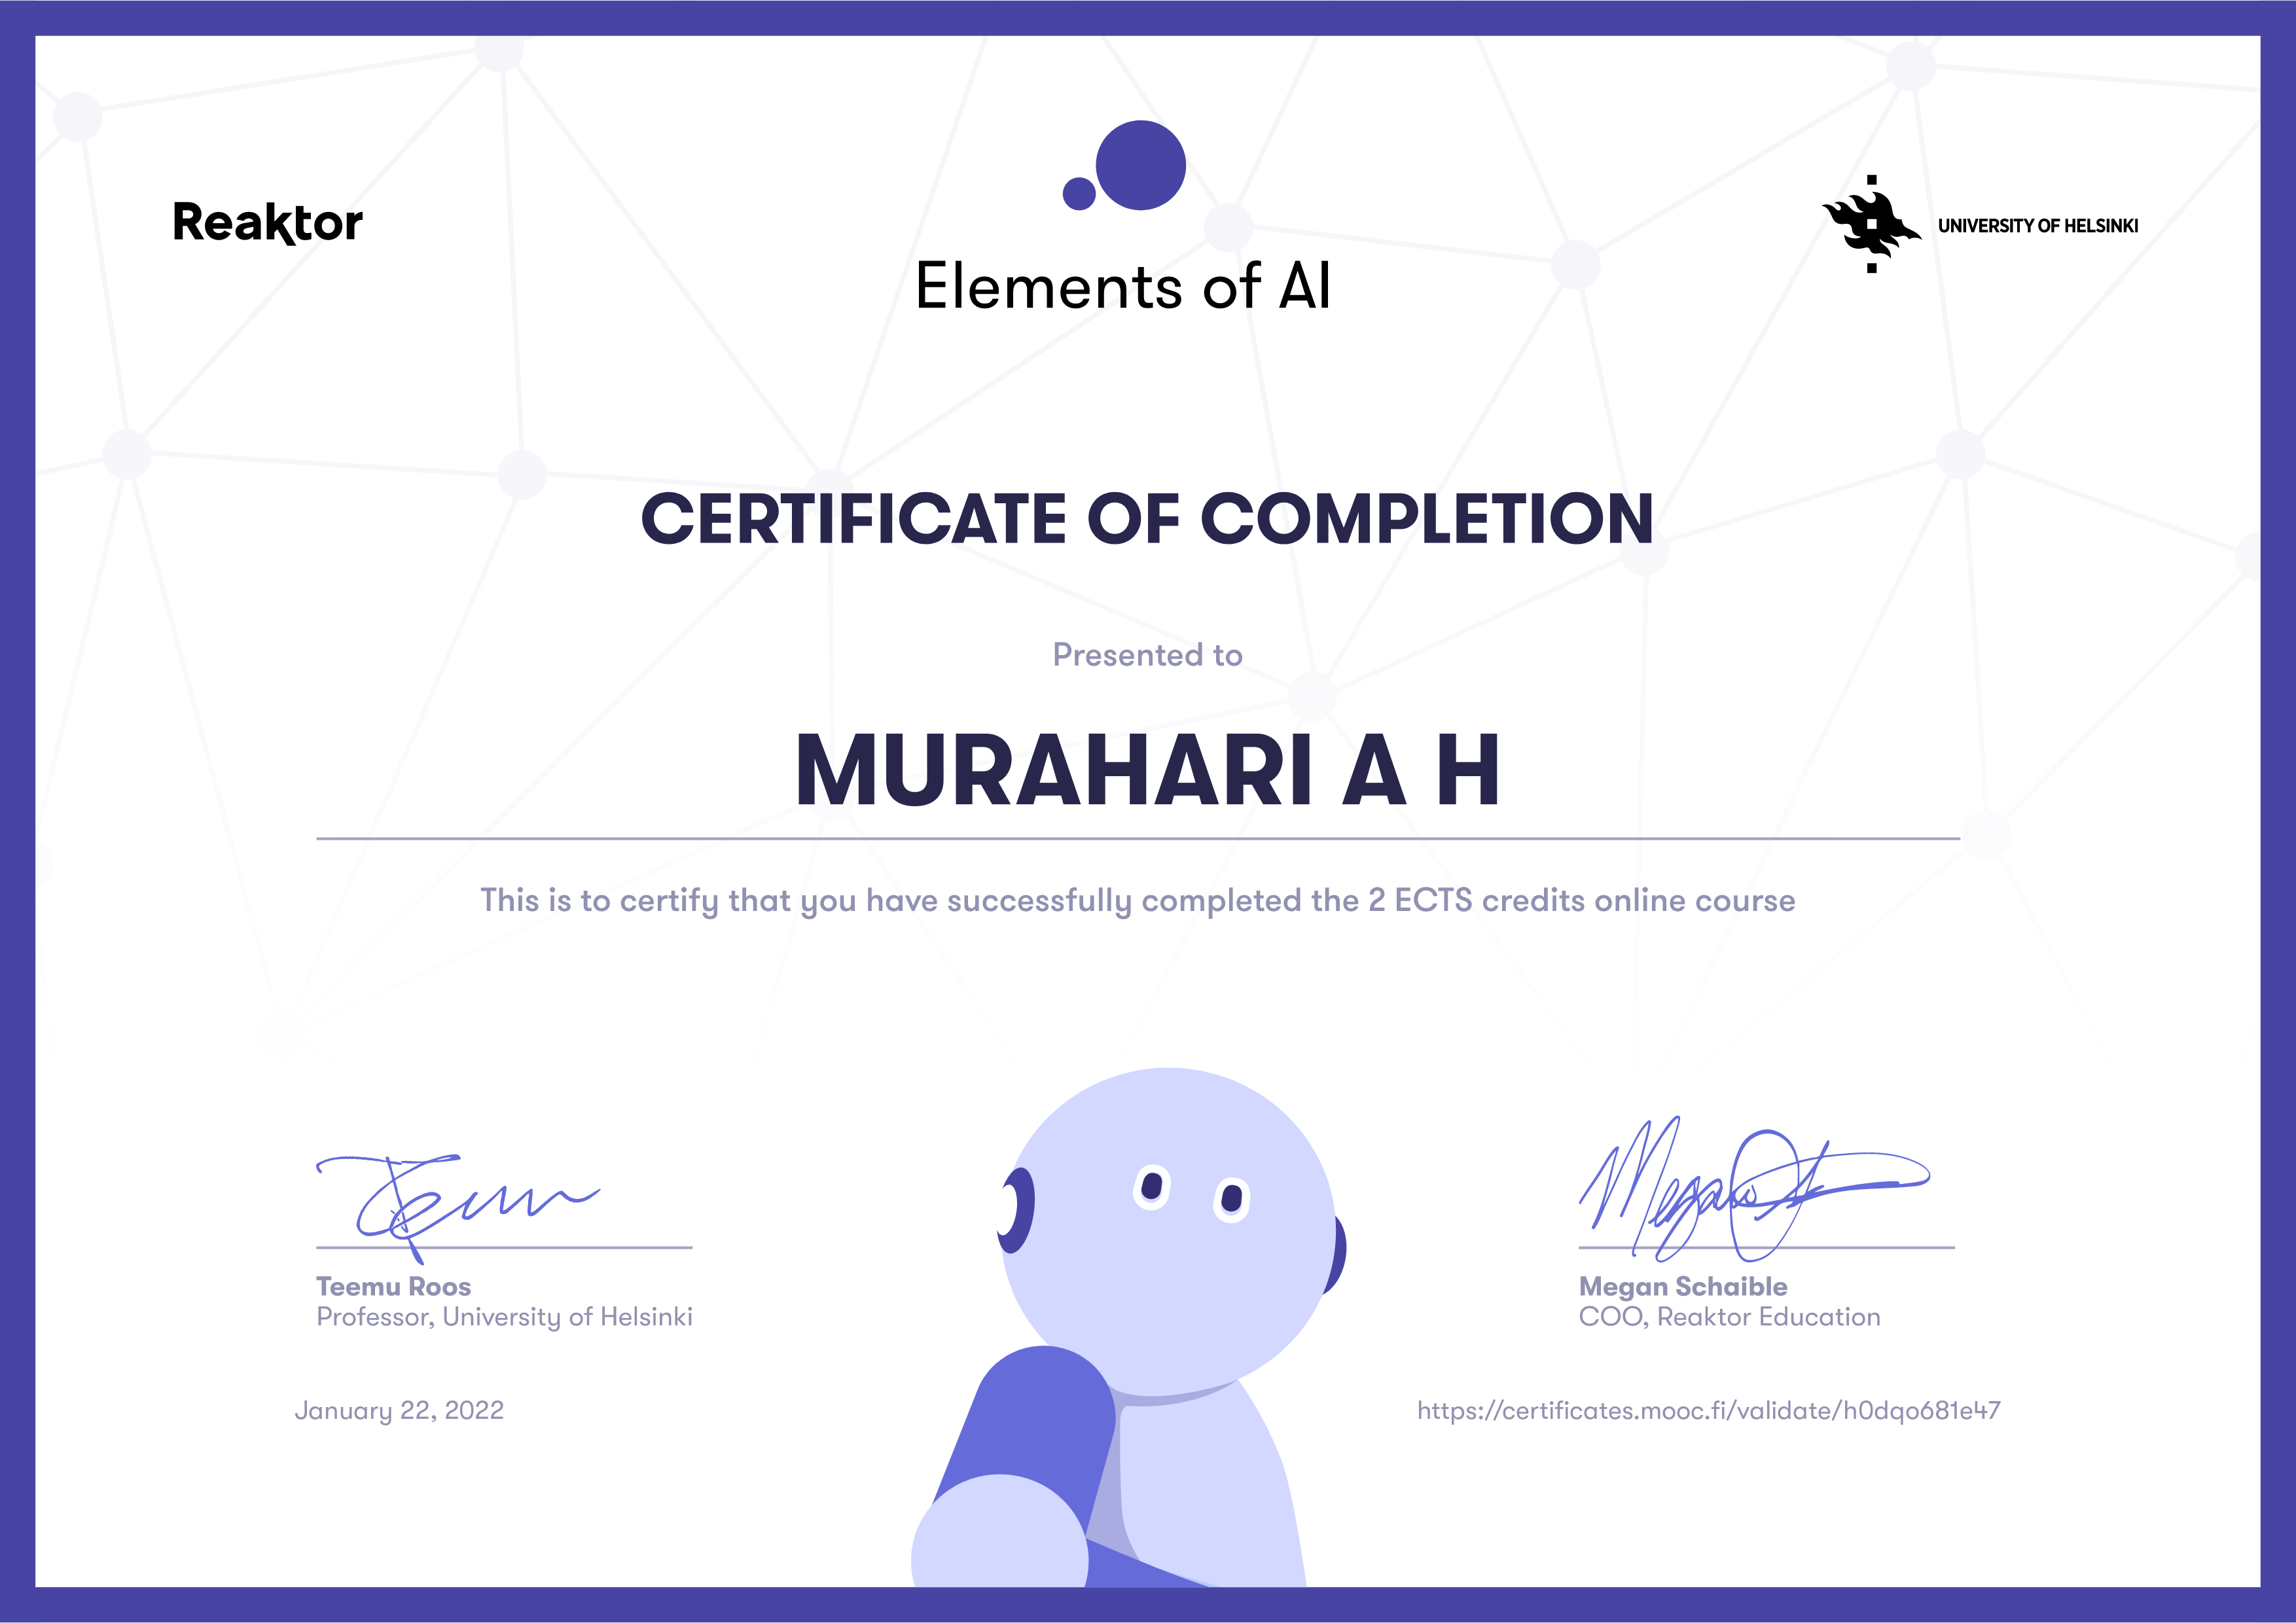 Reaktor
Elements of AI
UNIVERSITY OF HELSINKI
CERTIFICATE OF COMPLETION
Presented to
MURAHARI A H
This is to certify that you have successfully completed the 2 ECTS credits online course
Teemu Roos
Professor, University of Helsinki
Megan Schaible
COO, Reaktor Education
January 22, 2022
https://certificates.mooc.fi/validate/h0dqo681e47